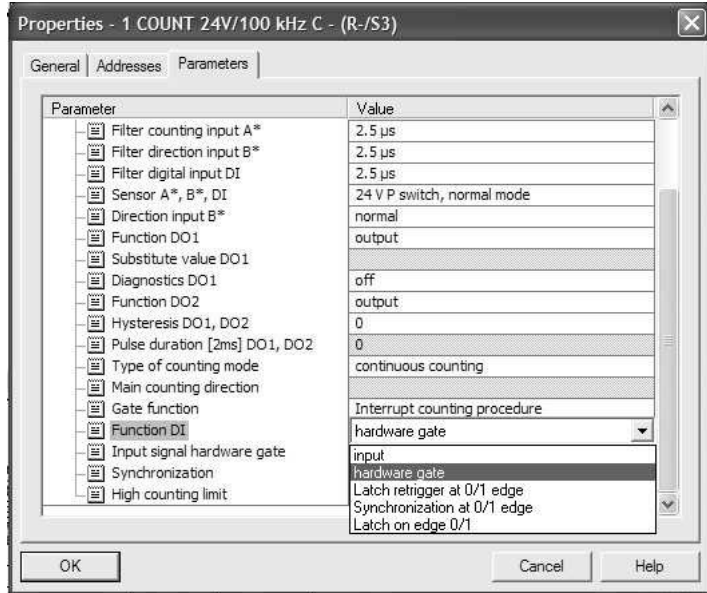 Properties - 1 COUNT 24V/100 kHz C - (R-/S3)
General Addresses Parameters
Parameter Value
Filter counting input A* 2.5 µs
Filter direction input B* 2.5 µs
Filter digital input DI 2.5 µs
Sensor A*, B*, DI 24 V P switch, normal mode
Direction input B* normal
Function DO1 output
Substitute value DO1
Diagnostics DO1 off
Function DO2 output
Hysteresis DO1, DO2 0
Pulse duration [2ms] DO1, DO2 0
Type of counting mode continuous counting
Main counting direction
Gate function Interrupt counting procedure
Function DI hardware gate
Input signal hardware gate input
Synchronization hardware gate
High counting limit Latch retrigger at 0/1 edge
Synchronization at 0/1 edge
Latch on edge 0/1
OK Cancel Help